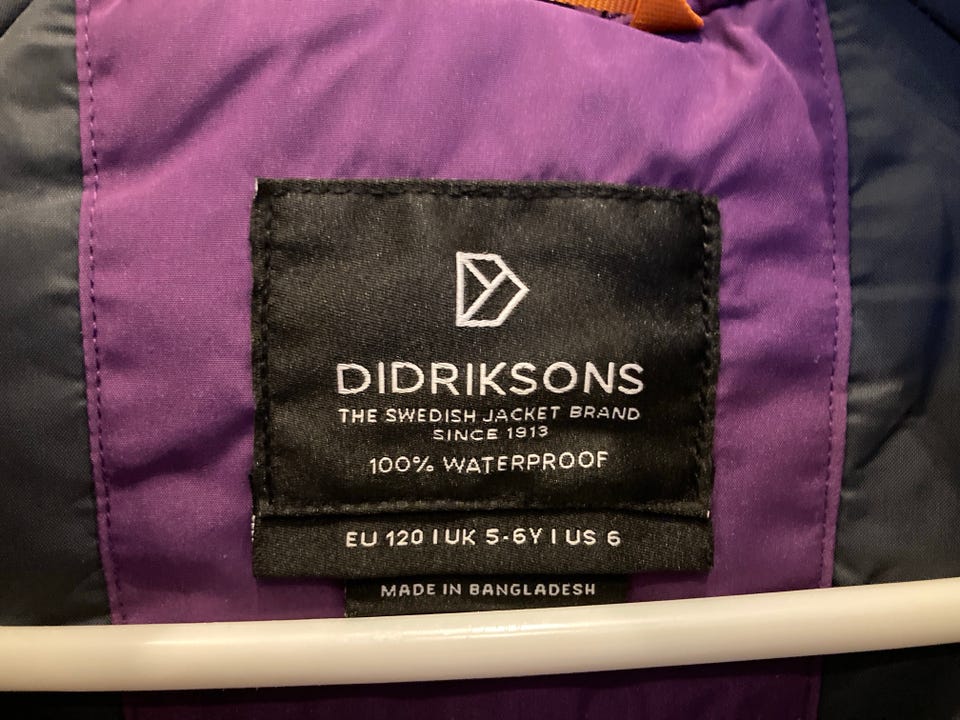 DIDRIKSONS
THE SWEDISH JACKET BRAND
SINCE 1913
100% WATERPROOF
EU 120 | UK 5-6Y | US 6
MADE IN BANGLADESH